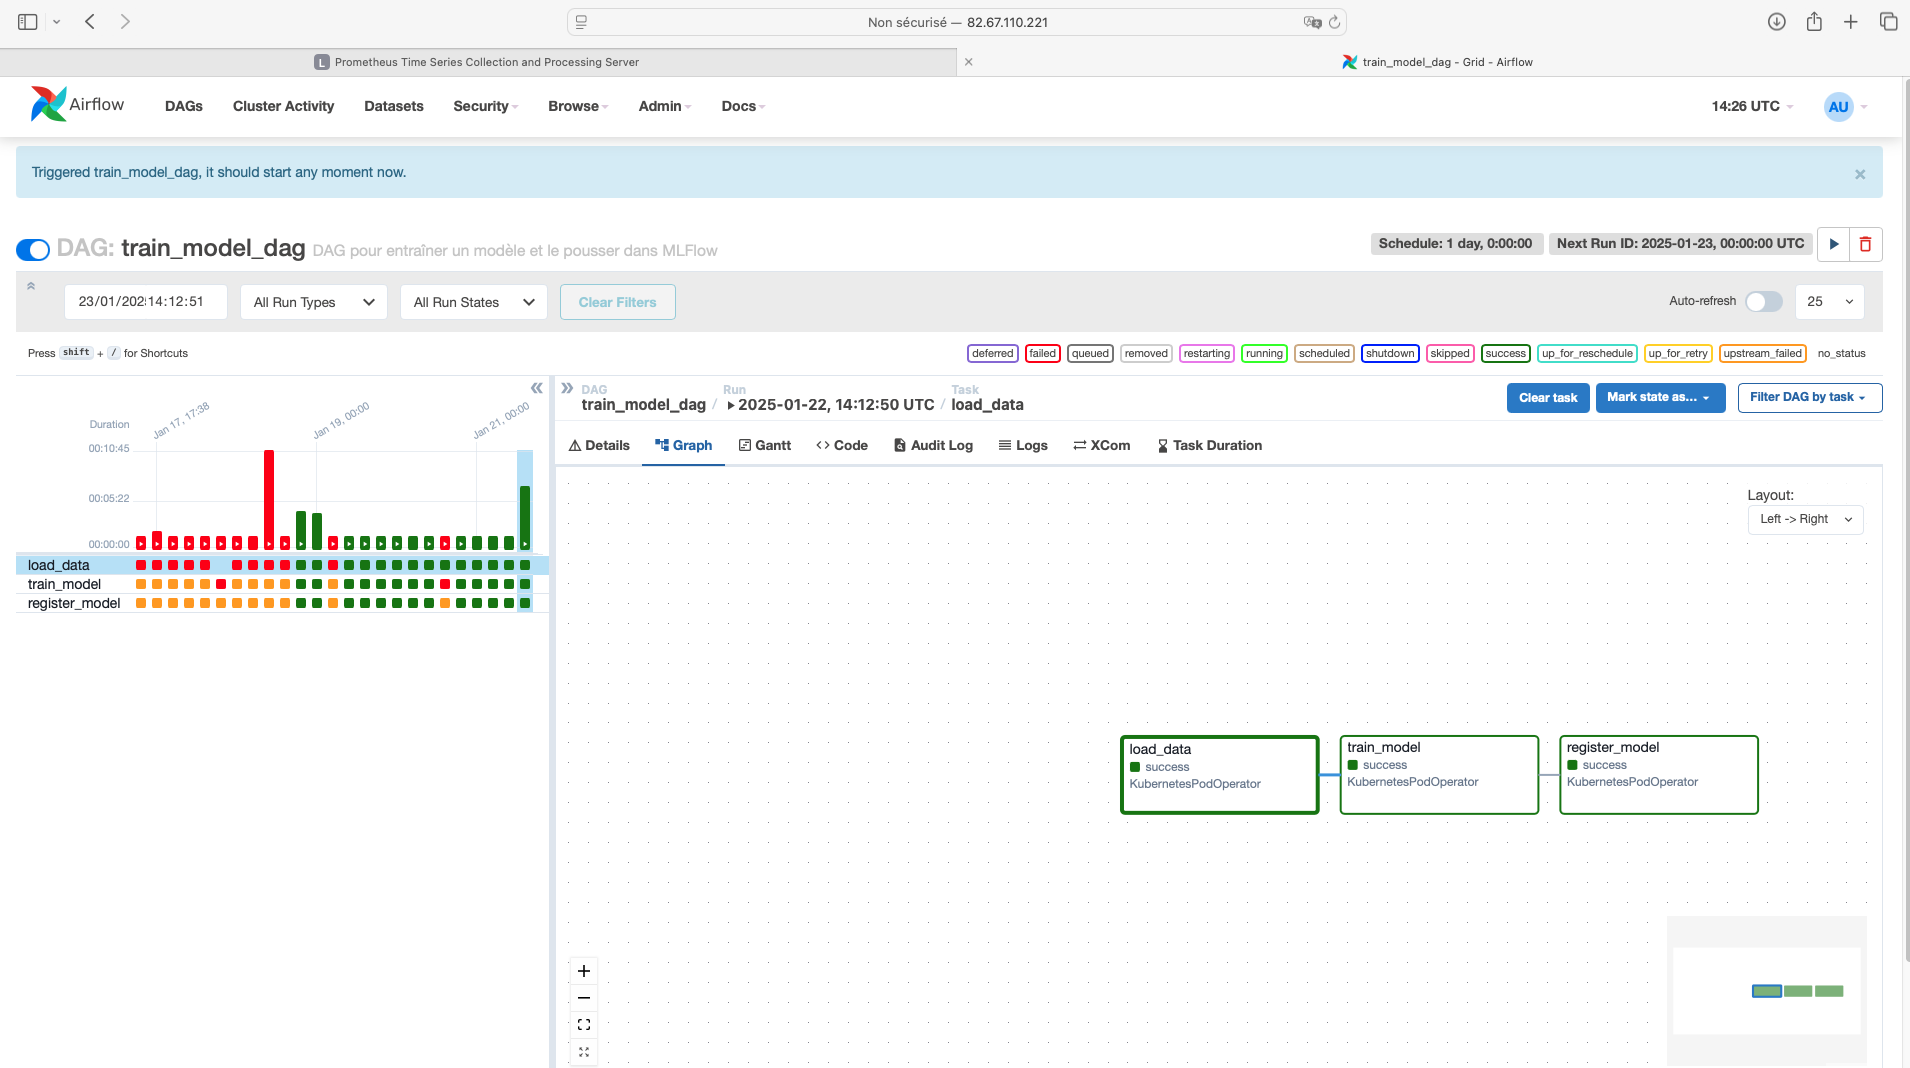 Non sécurisé — 82.67.110.221
L Prometheus Time Series Collection and Processing Server
train_model_dag - Grid - Airflow
Airflow
DAGs
Cluster Activity
Datasets
Security
Browse
Admin
Docs
14:26 UTC
AU
Triggered train_model_dag, it should start any moment now.
×
DAG: train_model_dag DAG pour entraîner un modèle et le pousser dans MLFlow
Schedule: 1 day, 0:00:00
Next Run ID: 2025-01-23, 00:00:00 UTC
23/01/202:14:12:51
All Run Types
All Run States
Clear Filters
Auto-refresh
25
Press shift + / for Shortcuts
deferred
failed
queued
removed
restarting
running
scheduled
shutdown
skipped
success
up_for_reschedule
up_for_retry
upstream_failed
no_status
Duration
00:10:45
00:05:22
00:00:00
Jan 17, 17:38
Jan 19, 00:00
Jan 21, 00:00
load_data
train_model
register_model
DAG
train_model_dag
/
Run
2025-01-22, 14:12:50 UTC
/
Task
load_data
Clear task
Mark state as...
Filter DAG by task
Details
Graph
Gantt
Code
Audit Log
Logs
XCom
Task Duration
Layout:
Left -> Right
load_data
success
KubernetesPodOperator
train_model
success
KubernetesPodOperator
register_model
success
KubernetesPodOperator